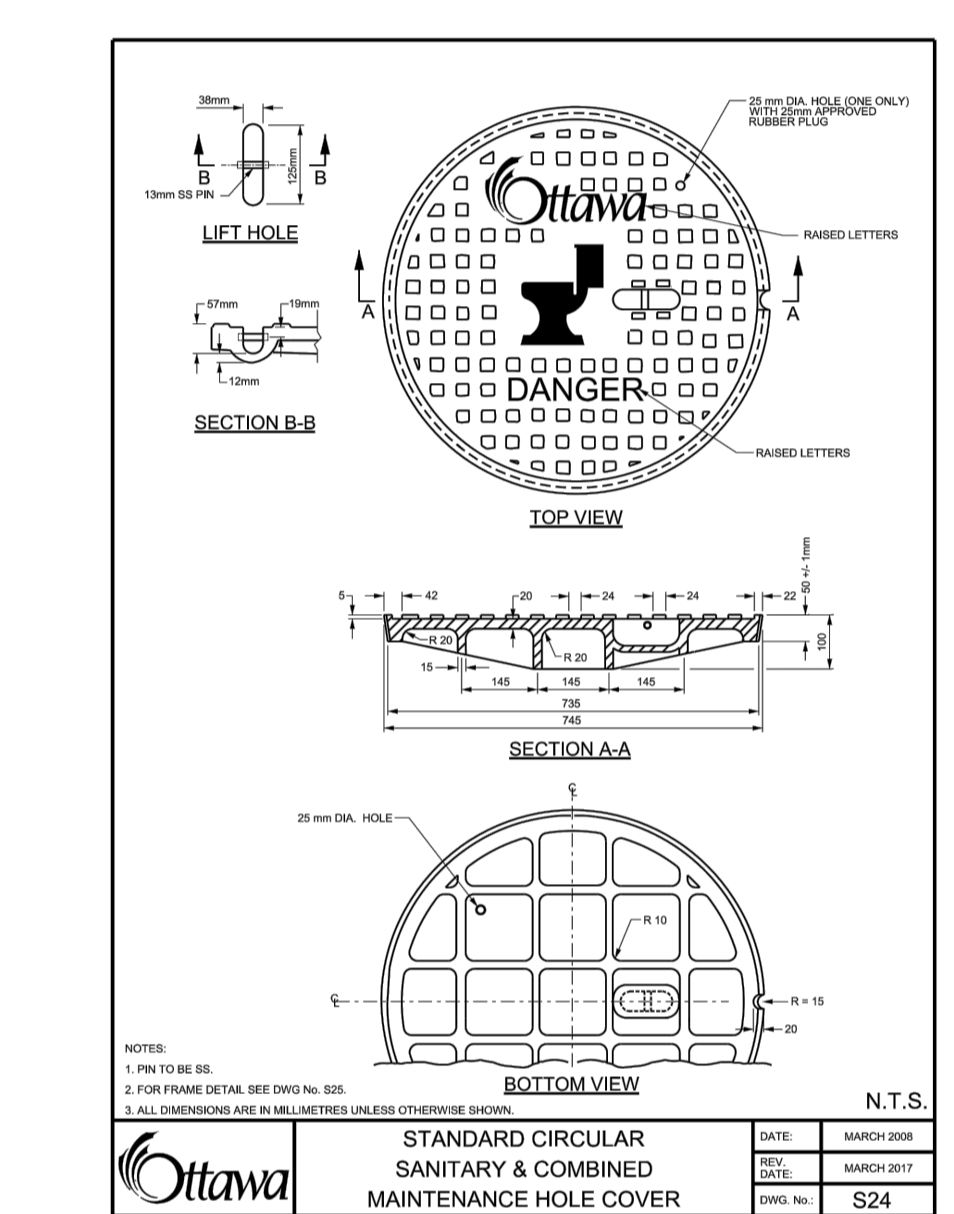 38mm
125mm
B
B
13mm SS PIN
LIFT HOLE
57mm
19mm
12mm
SECTION B-B
25 mm DIA. HOLE (ONE ONLY)
WITH 25mm APPROVED
RUBBER PLUG
Ottawa
RAISED LETTERS
A
A
DANGER
RAISED LETTERS
TOP VIEW
5
42
20
24
24
22
50 +/- 1mm
100
R 20
R 20
15
145
145
145
735
745
SECTION A-A
℄
25 mm DIA. HOLE
R 10
℄
R = 15
20
BOTTOM VIEW
NOTES:
1. PIN TO BE SS.
2. FOR FRAME DETAIL SEE DWG No. S25.
3. ALL DIMENSIONS ARE IN MILLIMETRES UNLESS OTHERWISE SHOWN.
N.T.S.
Ottawa
STANDARD CIRCULAR
SANITARY & COMBINED
MAINTENANCE HOLE COVER
DATE:
MARCH 2008
REV.
DATE:
MARCH 2017
DWG. No.:
S24